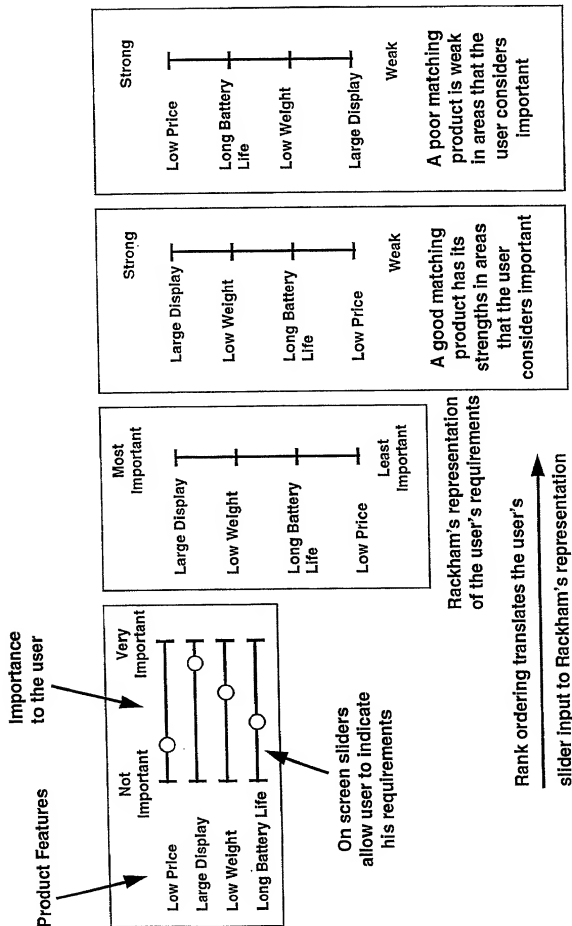 Product Features
Importance
to the user
Not
Important
Very
Important
Low Price
Large Display
Low Weight
Long Battery Life
On screen sliders
allow user to indicate
his requirements
Most
Important
Large Display
Low Weight
Long Battery
Life
Low Price
Least
Important
Rackham's representation
of the user's requirements
Rank ordering translates the user's
slider input to Rackham's representation
Strong
Large Display
Low Weight
Long Battery
Life
Low Price
Weak
A good matching
product has its
strengths in areas
that the user
considers important
Strong
Low Price
Long Battery
Life
Low Weight
Large Display
Weak
A poor matching
product is weak
in areas that the
user considers
important